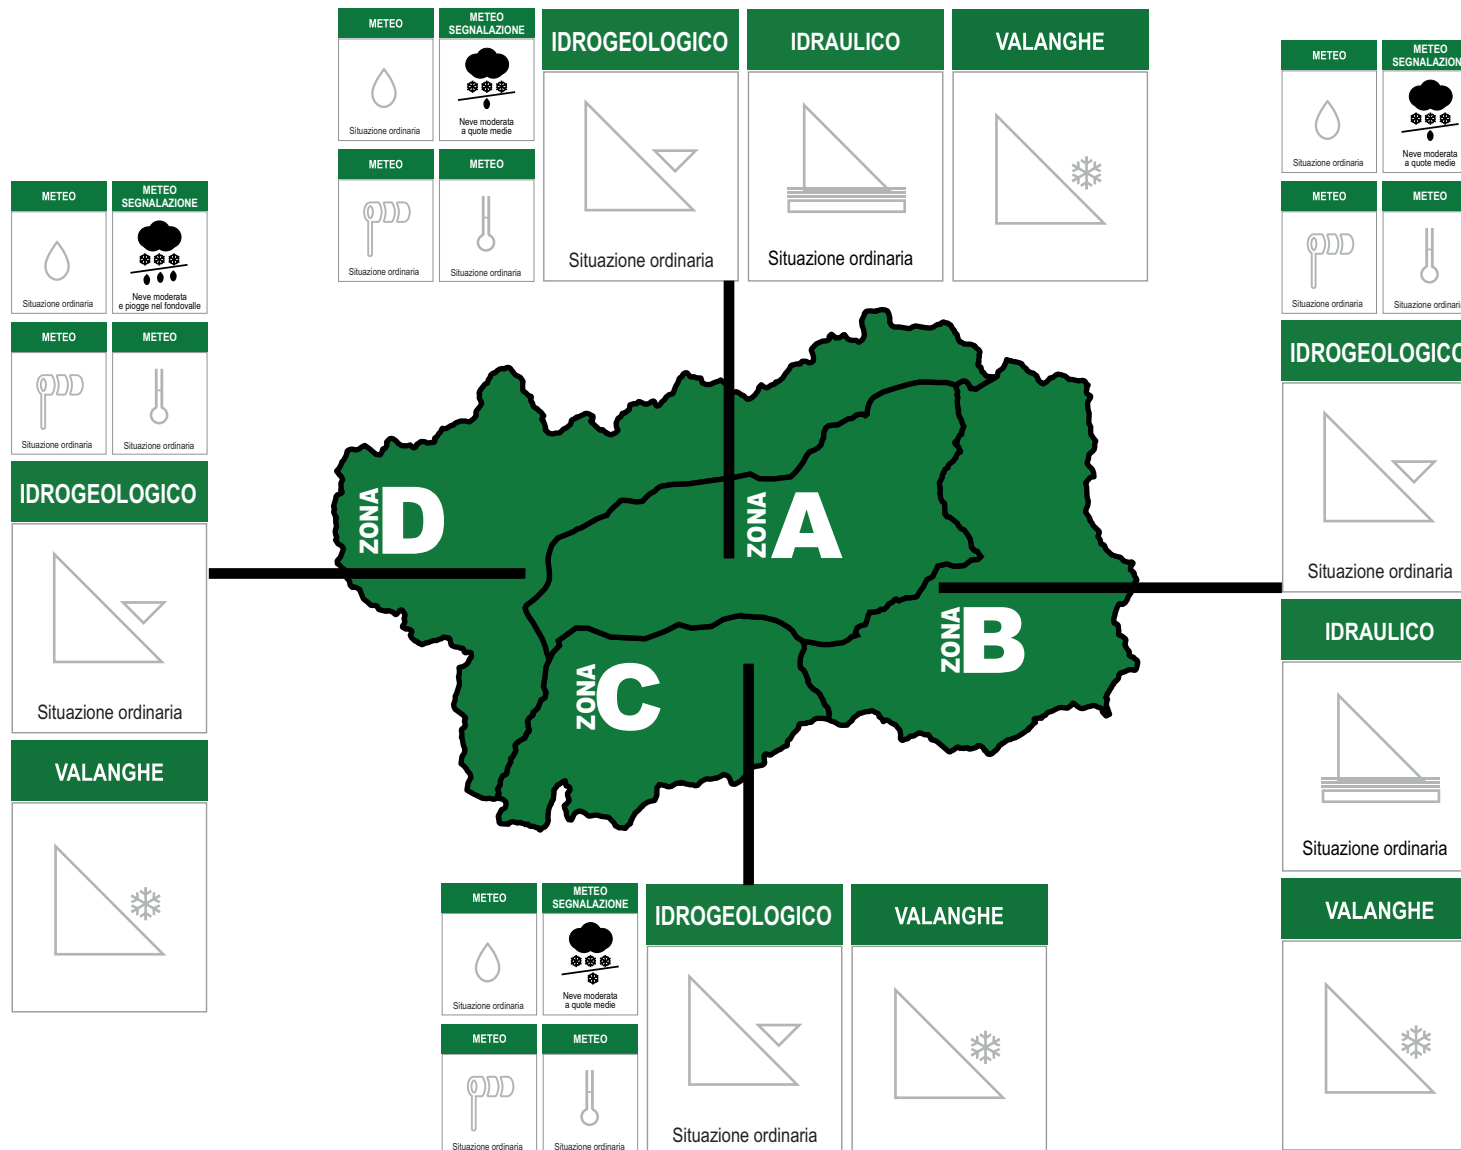 METEO
METEO
SEGNALAZIONE
Situazione ordinaria
Neve moderata
a quote medie
METEO
METEO
Situazione ordinaria
Situazione ordinaria
IDROGEOLOGICO
Situazione ordinaria
IDRAULICO
Situazione ordinaria
VALANGHE
METEO
METEO
SEGNALAZIONE
Situazione ordinaria
Neve moderata
e piogge nel fondovalle
METEO
METEO
Situazione ordinaria
Situazione ordinaria
IDROGEOLOGICO
Situazione ordinaria
VALANGHE
ZONA D
ZONA A
ZONA B
ZONA C
METEO
METEO
SEGNALAZION
Situazione ordinaria
Neve moderata
a quote medie
METEO
METEO
Situazione ordinaria
Situazione ordinari
IDROGEOLOGICO
Situazione ordinaria
IDRAULICO
Situazione ordinaria
VALANGHE
METEO
METEO
SEGNALAZIONE
Situazione ordinaria
Neve moderata
a quote medie
METEO
METEO
Situazione ordinaria
Situazione ordinaria
IDROGEOLOGICO
Situazione ordinaria
VALANGHE